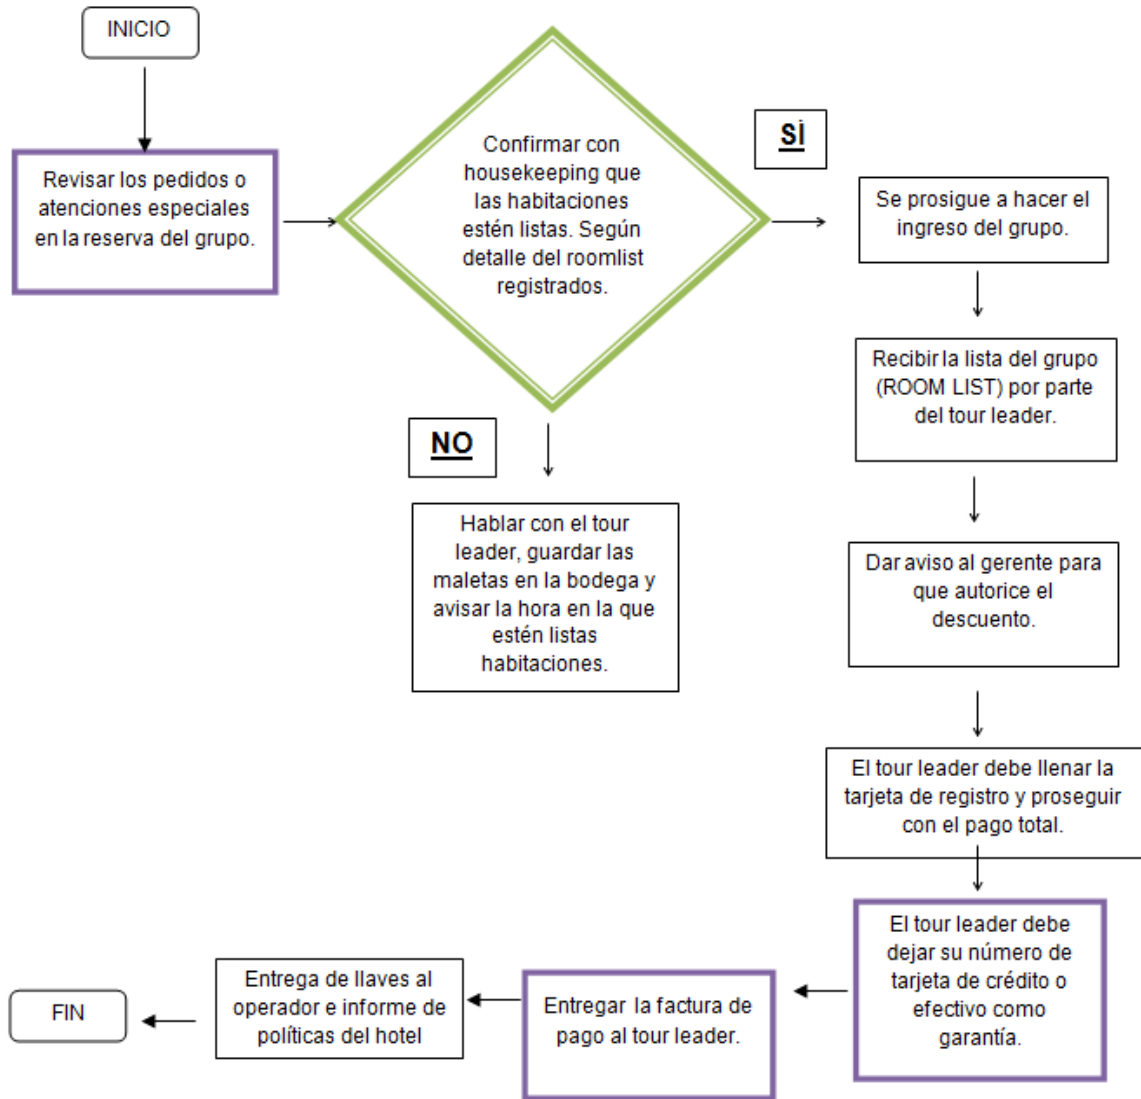 INICIO
Revisar los pedidos o
atenciones especiales
en la reserva del grupo.
Confirmar con
housekeeping que
las habitaciones
estén listas. Según
detalle del roomlist
registrados.
SÍ
Se prosigue a hacer el
ingreso del grupo.
Recibir la lista del grupo
(ROOM LIST) por parte
del tour leader.
NO
Hablar con el tour
leader, guardar las
maletas en la bodega y
avisar la hora en la que
estén listas
habitaciones.
Dar aviso al gerente para
que autorice el
descuento.
El tour leader debe llenar la
tarjeta de registro y proseguir
con el pago total.
El tour leader debe
dejar su número de
tarjeta de crédito o
efectivo como
garantía.
Entregar la factura de
pago al tour leader.
Entrega de llaves al
operador e informe de
políticas del hotel
FIN